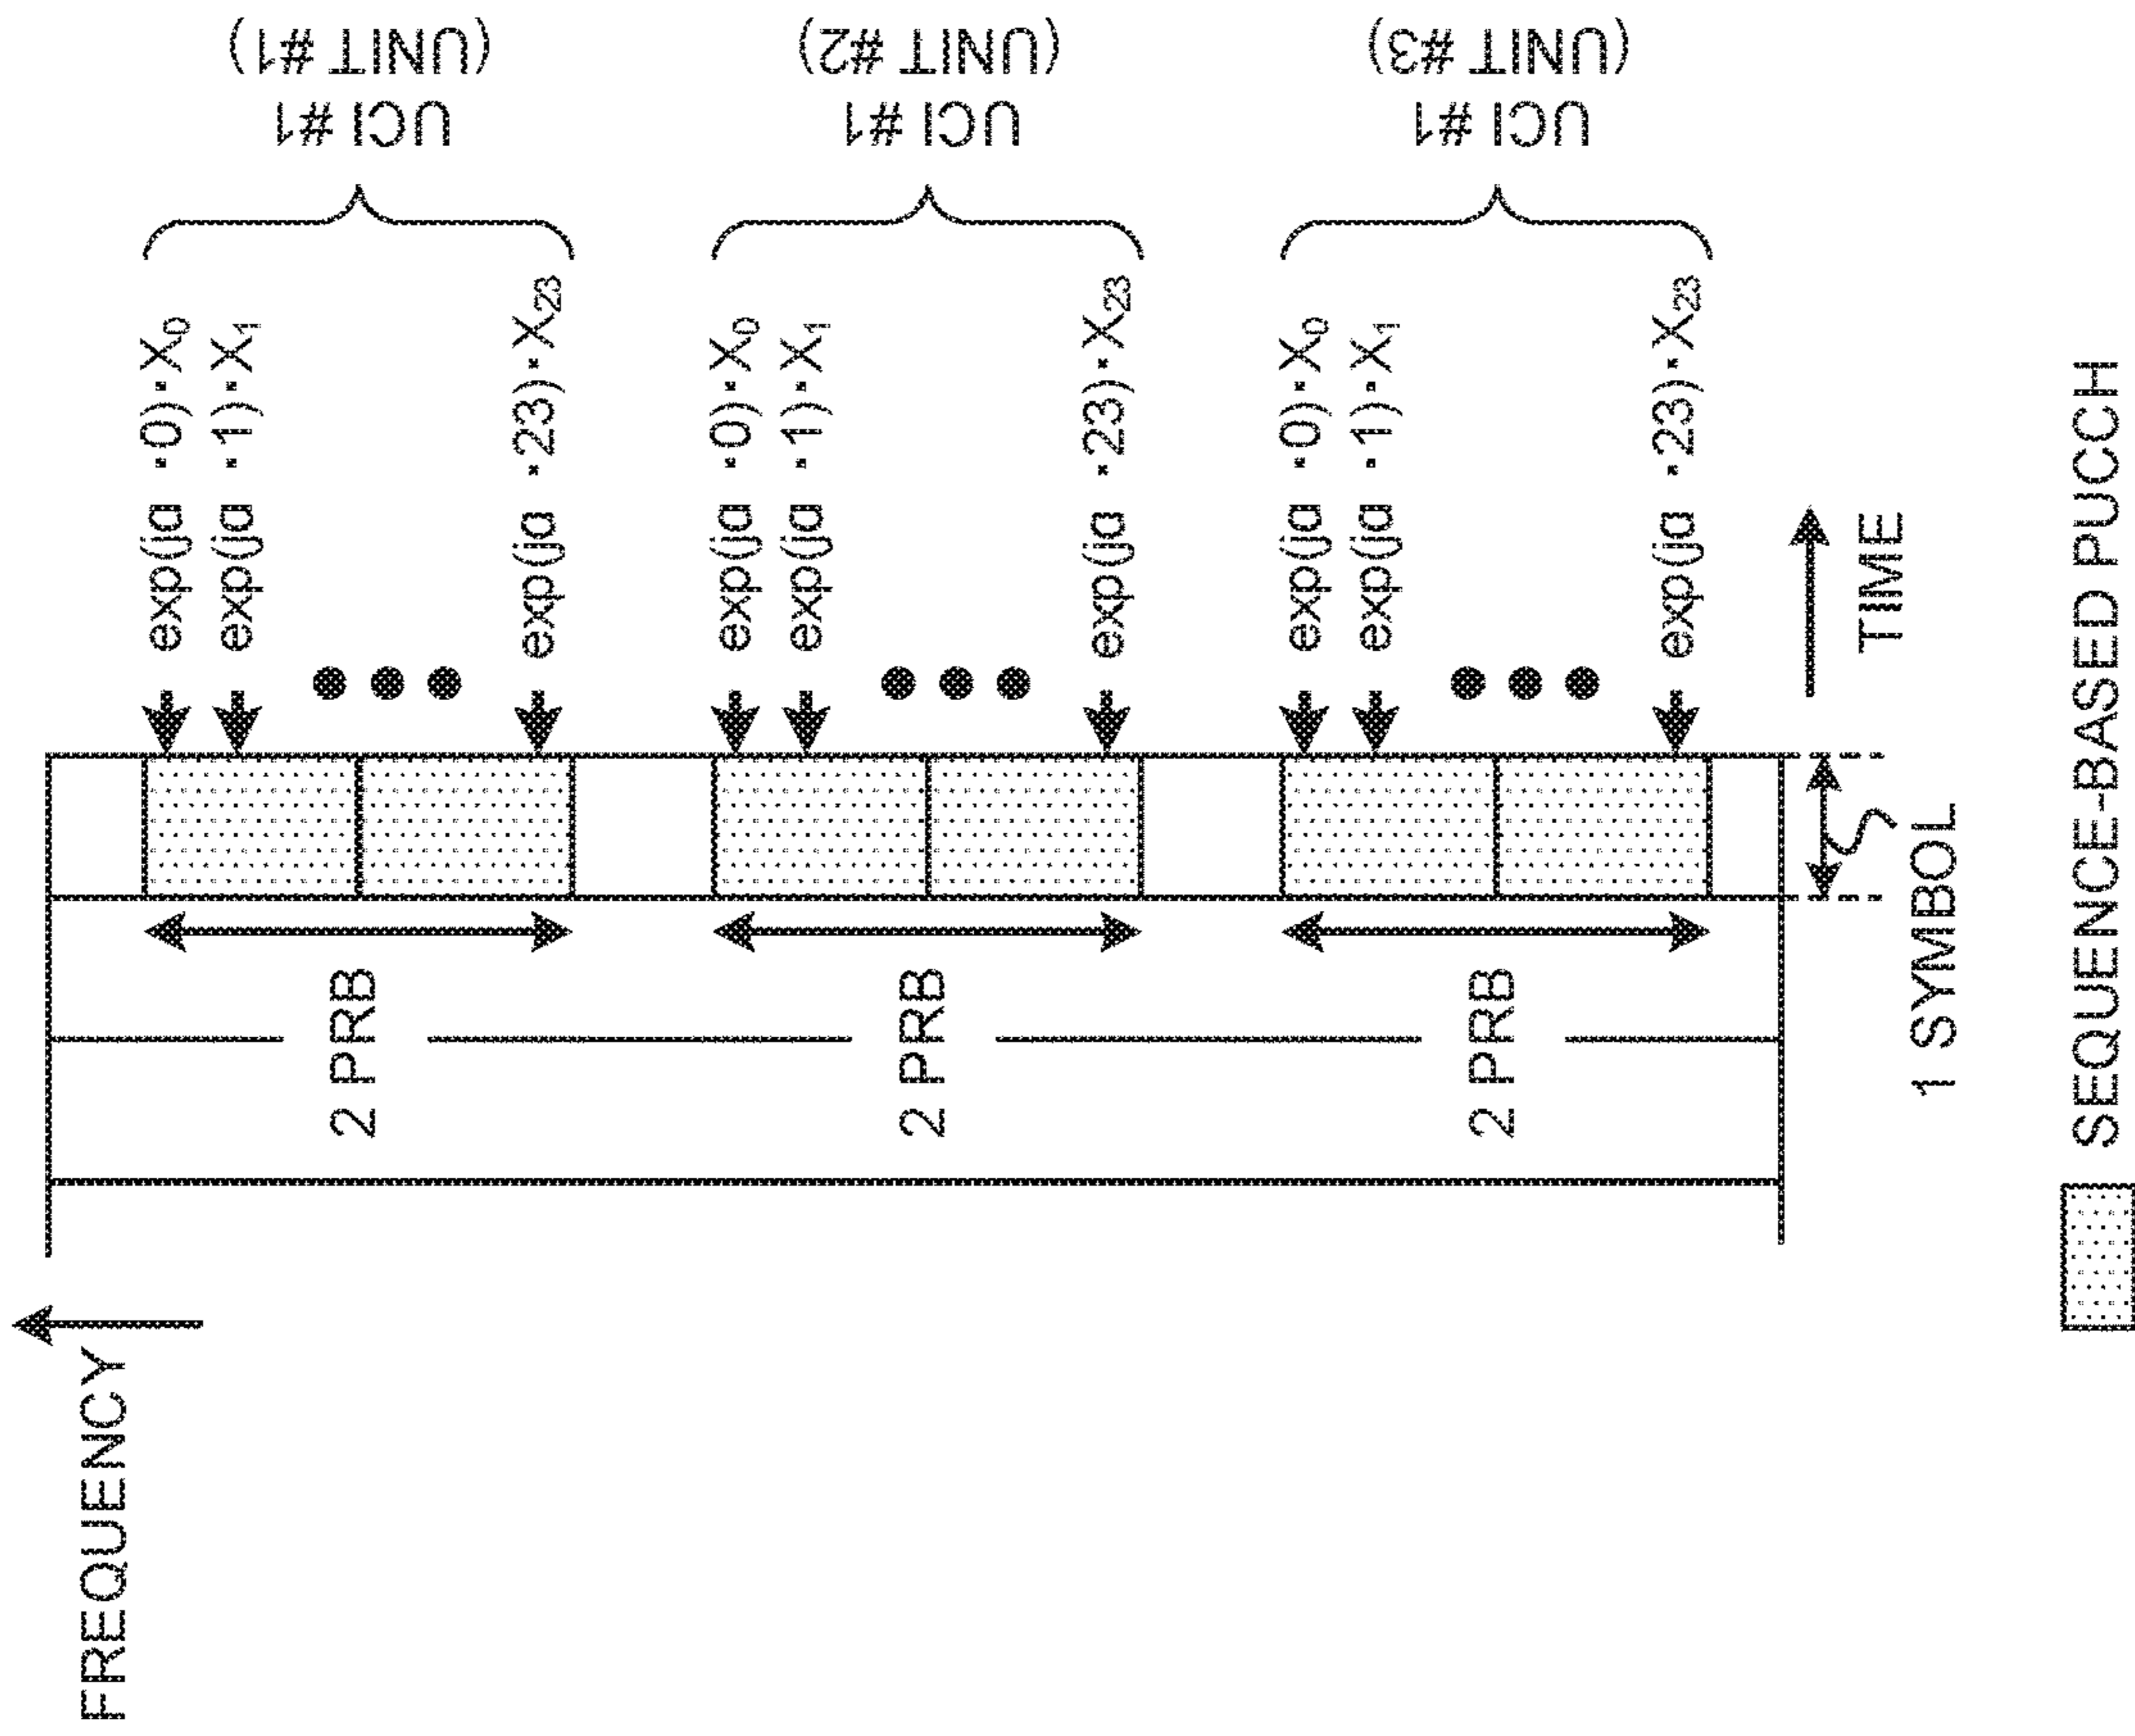 FREQUENCY
2 PRB
2 PRB
2 PRB
exp(jα ·0)·X₀
exp(jα ·1)·X₁
exp(jα ·23)·X₂₃
UCI #1
(UNIT #1)
exp(jα ·0)·X₀
exp(jα ·1)·X₁
exp(jα ·23)·X₂₃
UCI #1
(UNIT #2)
exp(jα ·0)·X₀
exp(jα ·1)·X₁
exp(jα ·23)·X₂₃
UCI #1
(UNIT #3)
TIME
1 SYMBOL
SEQUENCE-BASED PUCCH